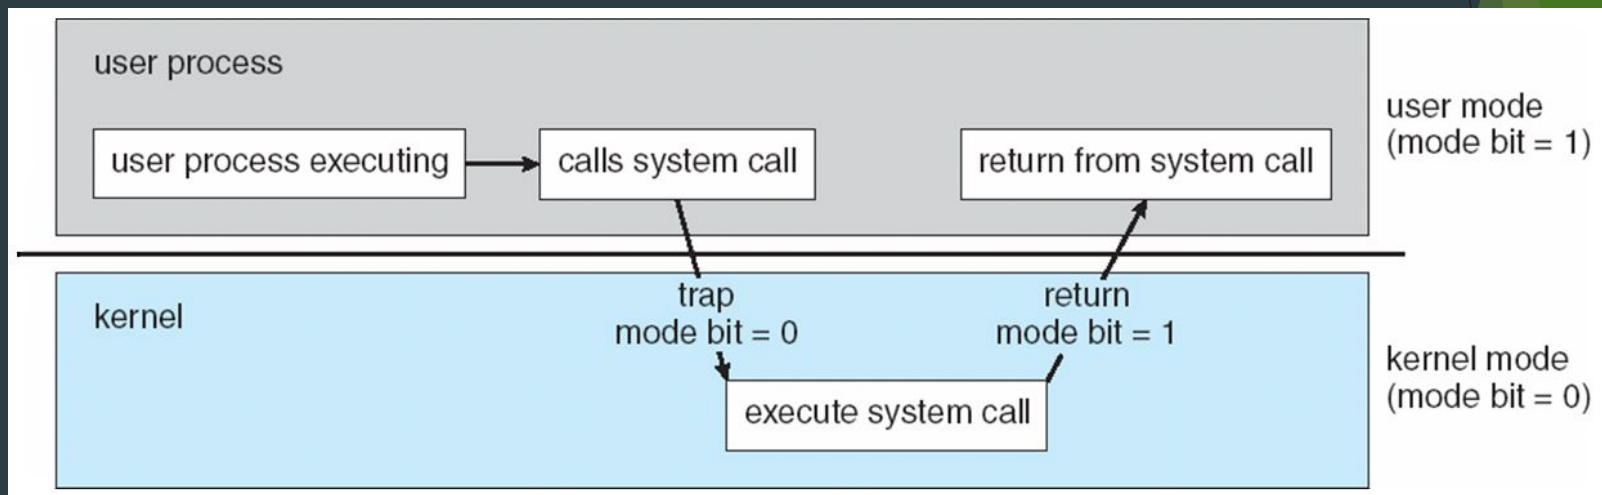 user process
user process executing
calls system call
return from system call
user mode
(mode bit = 1)
kernel
trap
mode bit = 0
return
mode bit = 1
execute system call
kernel mode
(mode bit = 0)